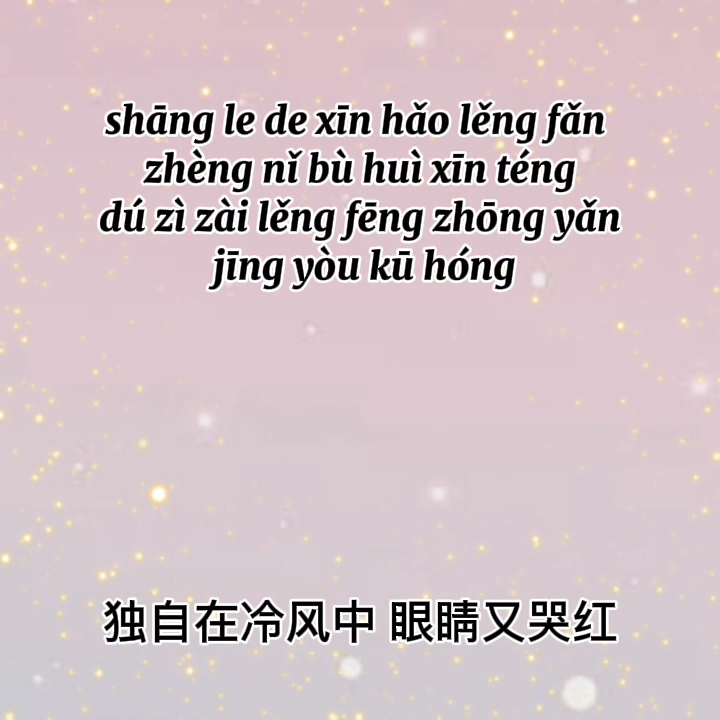 shāng le de xīn hǎo lěng fǎn
zhèng nǐ bù huì xīn téng
dú zì zài lěng fēng zhōng yǎn
jīng yòu kū hóng
独自在冷风中 眼睛又哭红